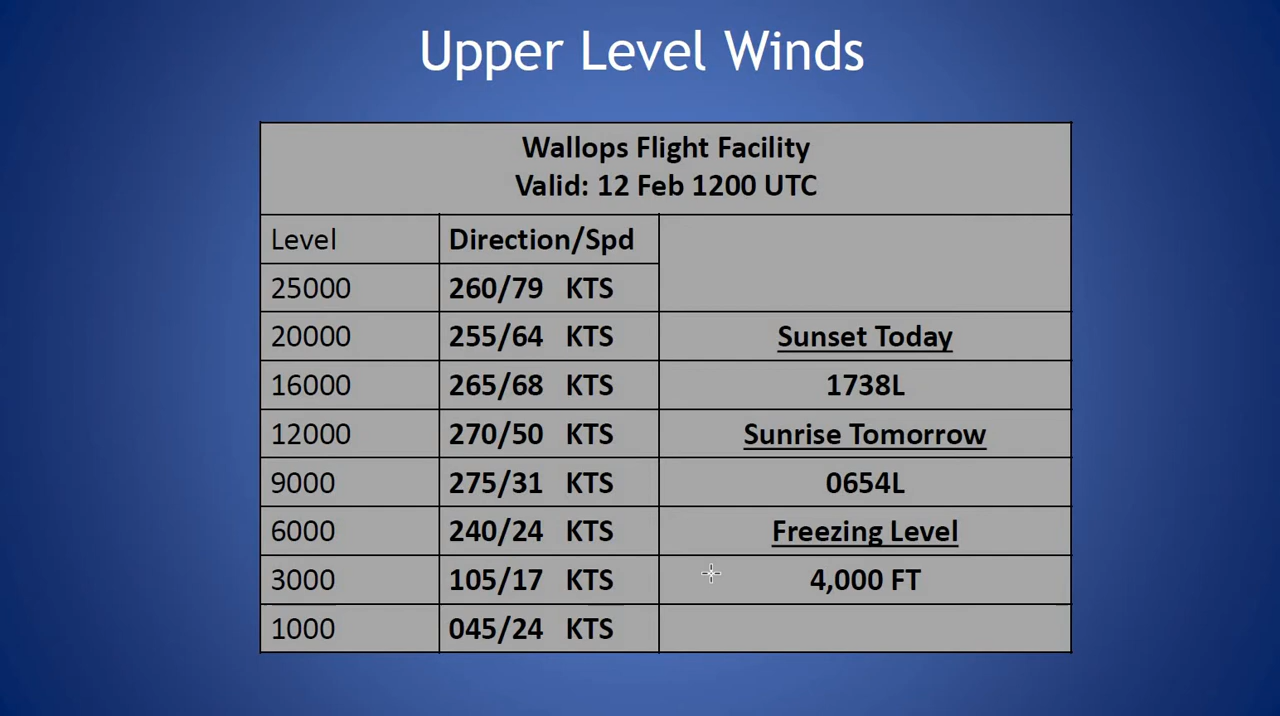 Upper Level Winds
Wallops Flight Facility
Valid: 12 Feb 1200 UTC
Level Direction/Spd
25000 260/79 KTS
20000 255/64 KTS Sunset Today
16000 265/68 KTS 1738L
12000 270/50 KTS Sunrise Tomorrow
9000 275/31 KTS 0654L
6000 240/24 KTS Freezing Level
3000 105/17 KTS 4,000 FT
1000 045/24 KTS